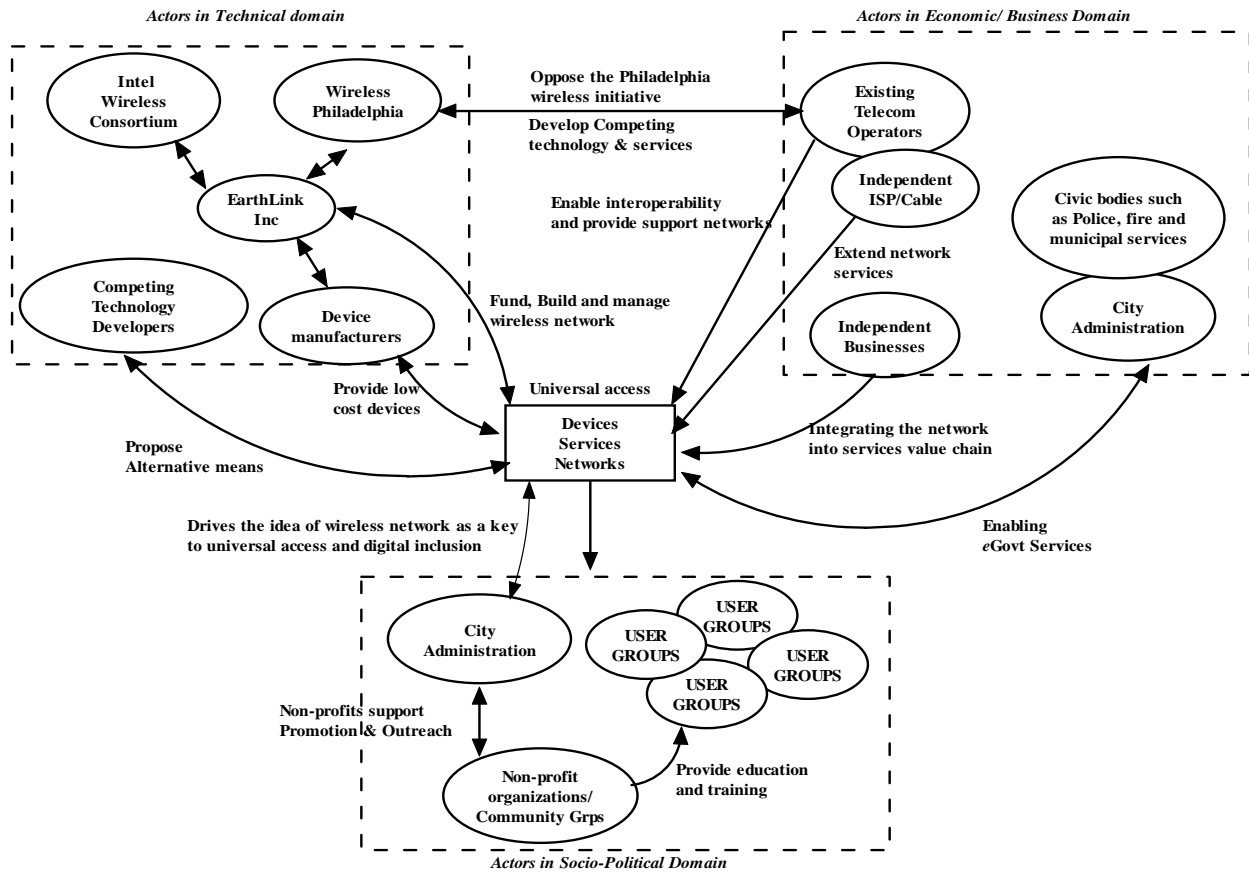 Actors in Technical domain
Actors in Economic/ Business Domain
Intel
Wireless
Consortium
Wireless
Philadelphia
EarthLink
Inc
Competing
Technology
Developers
Device
manufacturers
Oppose the Philadelphia
wireless initiative
Develop Competing
technology & services
Existing
Telecom
Operators
Independent
ISP/Cable
Civic bodies such
as Police, fire and
municipal services
City
Administration
Independent
Businesses
Enable interoperability
and provide support networks
Extend network
services
Fund, Build and manage
wireless network
Provide low
cost devices
Universal access
Devices
Services
Networks
Propose
Alternative means
Integrating the network
into services value chain
Enabling
eGovt Services
Drives the idea of wireless network as a key
to universal access and digital inclusion
City
Administration
USER
GROUPS
USER
GROUPS
USER
GROUPS
USER
GROUPS
Non-profits support
Promotion & Outreach
Non-profit
organizations/
Community Grps
Provide education
and training
Actors in Socio-Political Domain